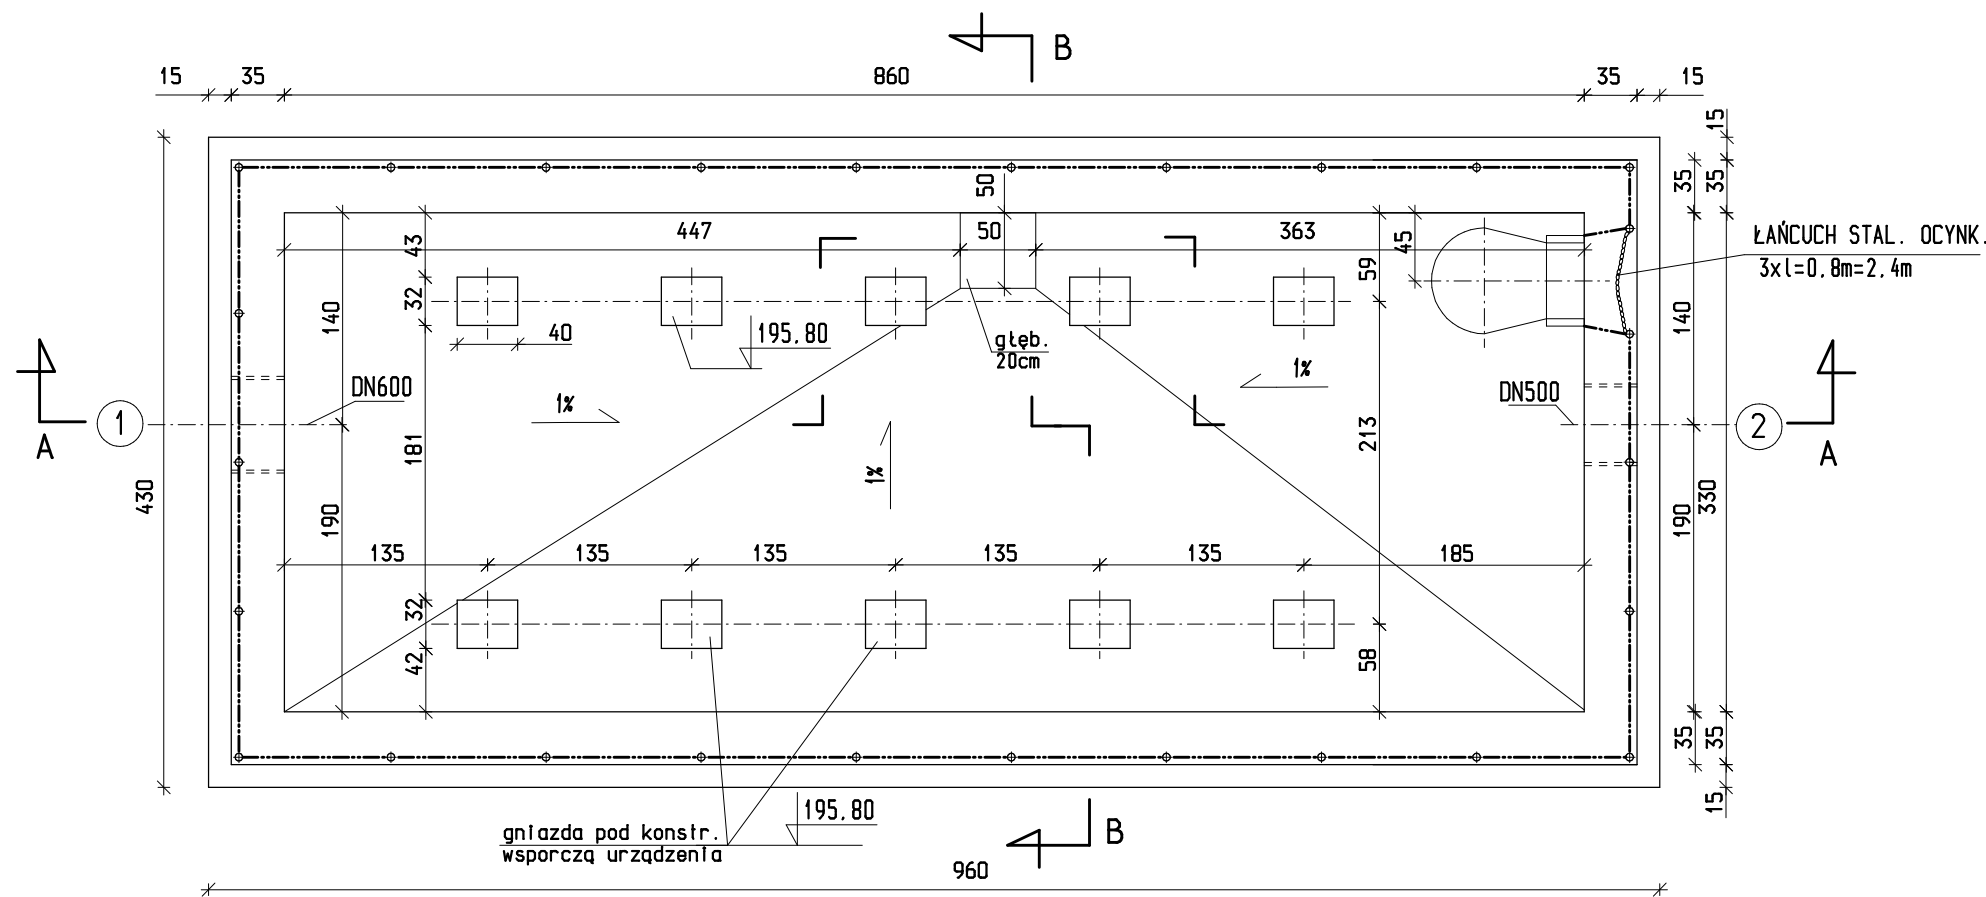 B
15 35 860 35 15
15
35 35
50
447 50 363
43 59 45
ŁAŃCUCH STAL. OCYNK.
3xl=0,8m=2,4m
32
140 140
40 195,80
głęb.
20cm
1%
DN600 DN500
1% 1 2
A A
181 213
1%
430 190 190 330
135 135 135 135 135 185
32
42 58
35 35
15
195,80
gniazda pod konstr.
wsporczą urządzenia
B
960